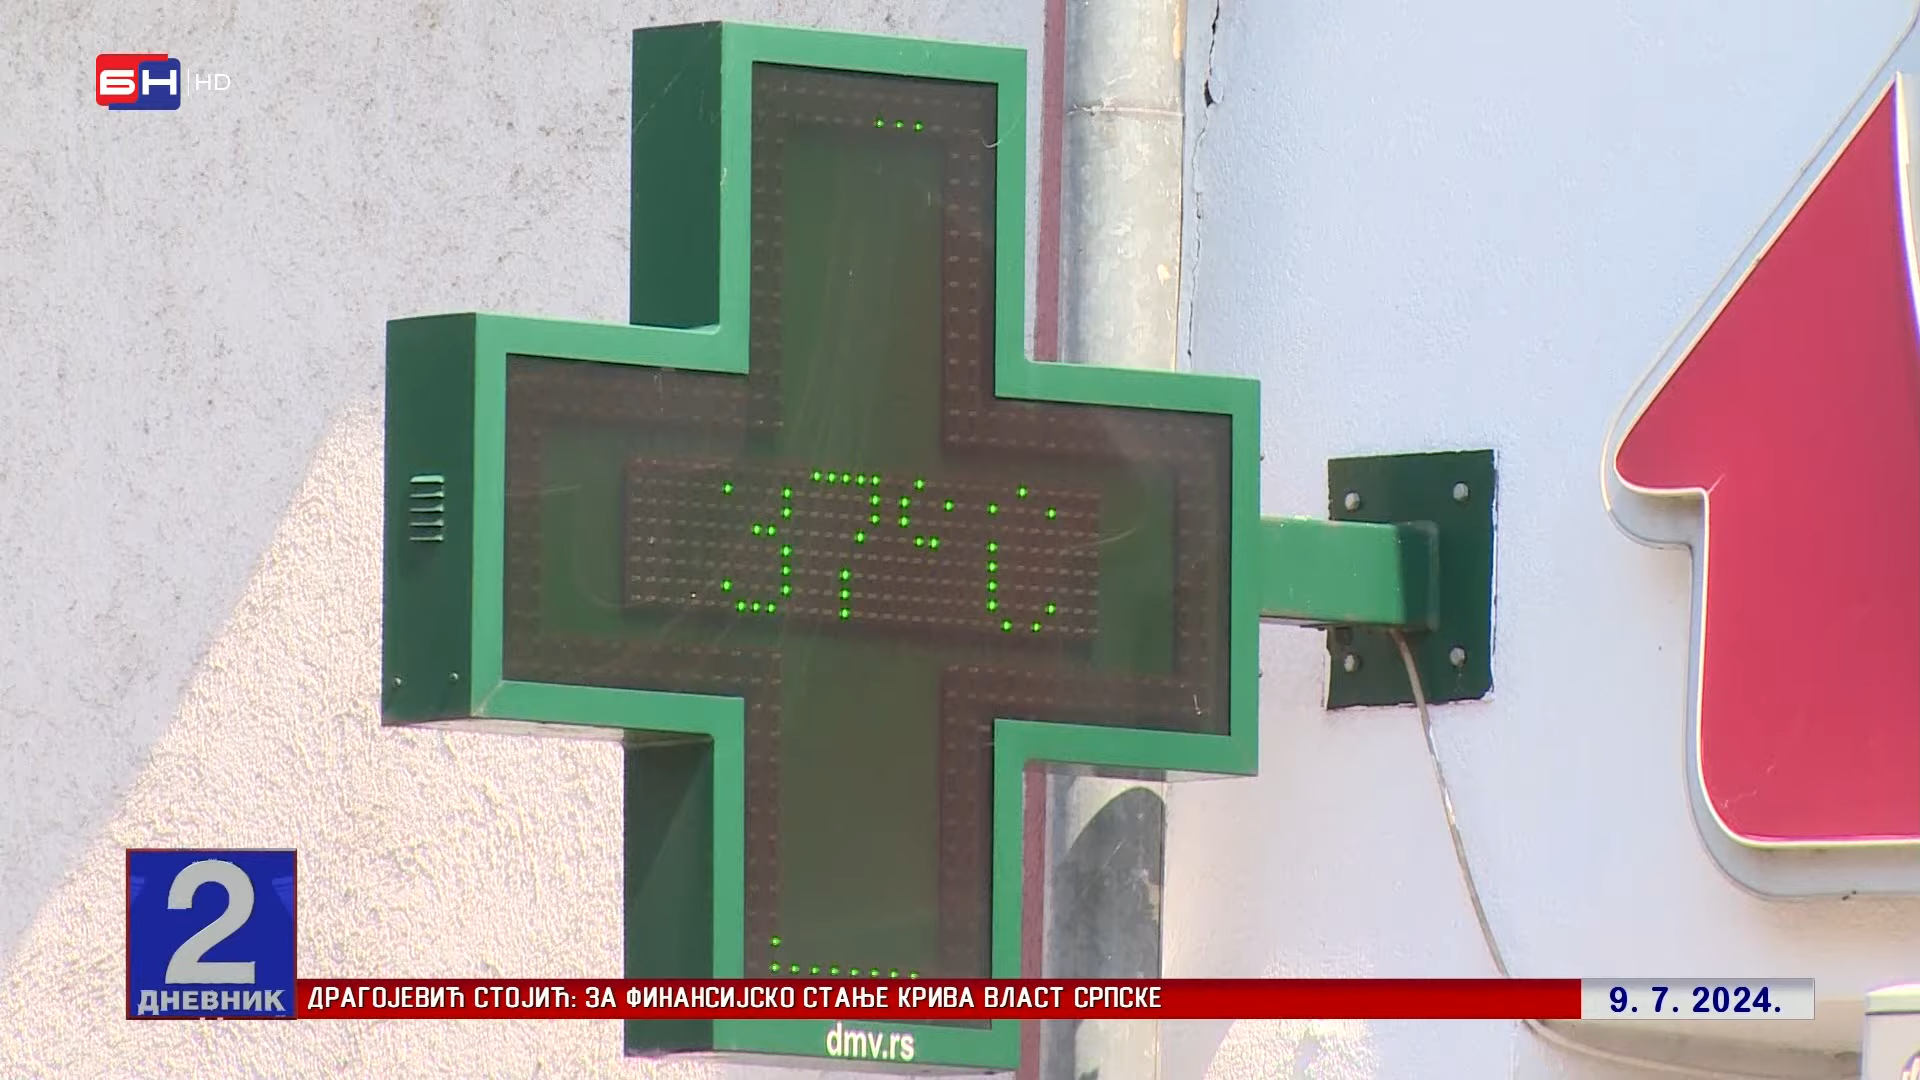 БН HD
37°C
2
ДНЕВНИК
ДРАГОЈЕВИЋ СТОЈИЋ: ЗА ФИНАНСИЈСКО СТАЊЕ КРИВА ВЛАСТ СРПСКЕ
9. 7. 2024.
dmv.rs